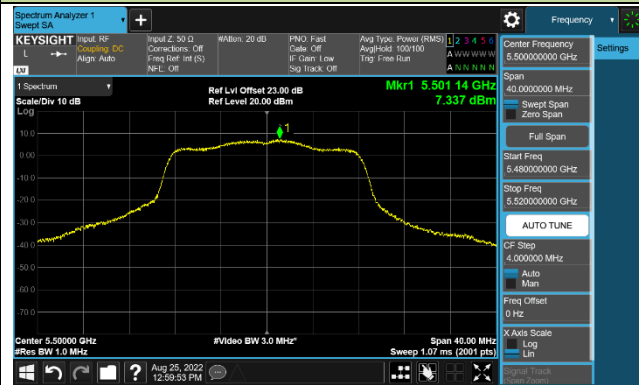 Spectrum Analyzer 1
Swept SA
Frequency
KEYSIGHT
L
LXI
Input: RF
Coupling: DC
Align: Auto
Input Z: 50 Ω
Corrections: Off
Freq Ref: Int (S)
NFE: Off
#Atten: 20 dB
PNO: Fast
Gate: Off
IF Gain: Low
Sig Track: Off
Avg Type: Power (RMS)
Avg|Hold: 100/100
Trig: Free Run
1 2 3 4 5 6
A W W W W W
A N N N N N
1 Spectrum
Scale/Div 10 dB
Log
Ref Lvl Offset 23.00 dB
Ref Level 20.00 dBm
Mkr1 5.501 14 GHz
7.337 dBm
1
10.0
0.00
-10.0
-20.0
-30.0
-40.0
-50.0
-60.0
-70.0
Center 5.50000 GHz
#Res BW 1.0 MHz
#Video BW 3.0 MHz*
Span 40.00 MHz
Sweep 1.07 ms (2001 pts)
Aug 25, 2022
12:59:53 PM
Center Frequency
5.500000000 GHz
Settings
Span
40.0000000 MHz
Swept Span
Zero Span
Full Span
Start Freq
5.480000000 GHz
Stop Freq
5.520000000 GHz
AUTO TUNE
CF Step
4.000000 MHz
Auto
Man
Freq Offset
0 Hz
X Axis Scale
Log
Lin
Signal Track
(Span Zoom)